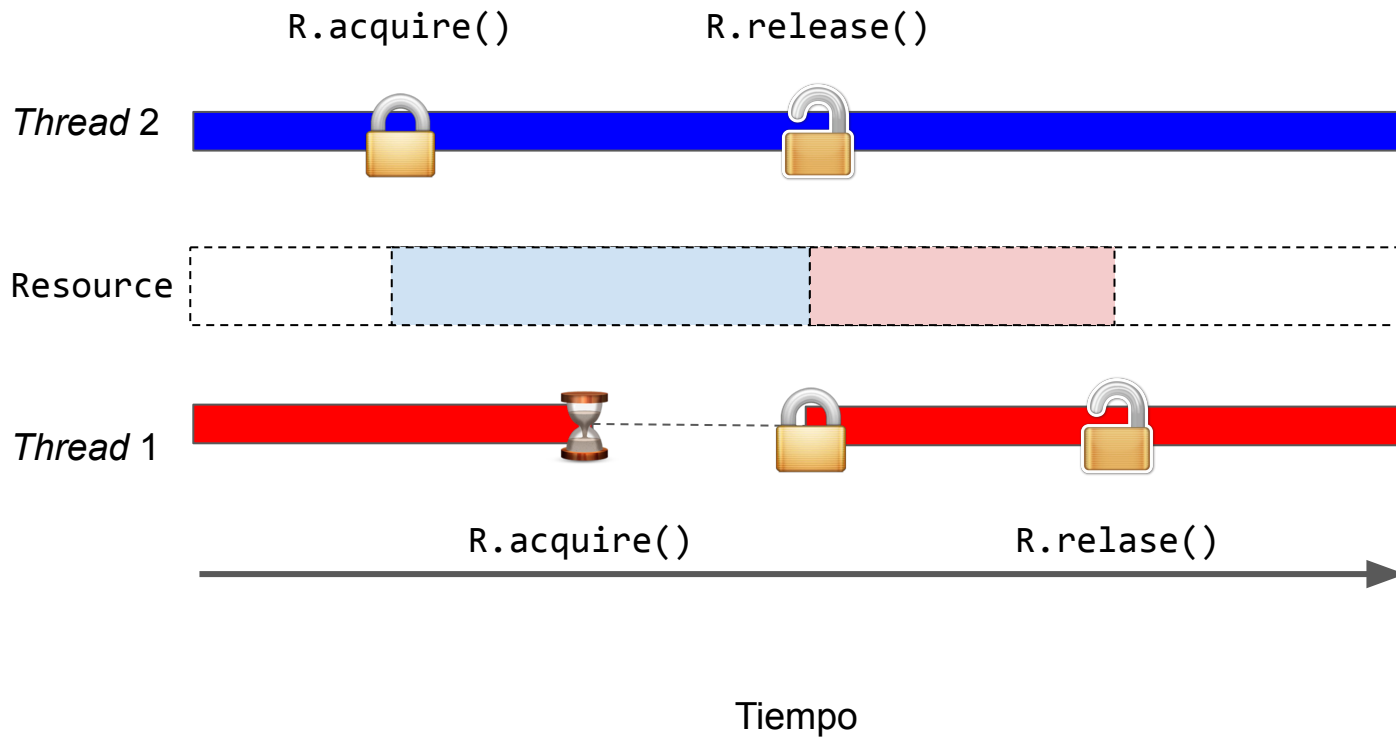 R.acquire() R.release()
Thread 2
Resource
Thread 1
R.acquire() R.relase()
Tiempo